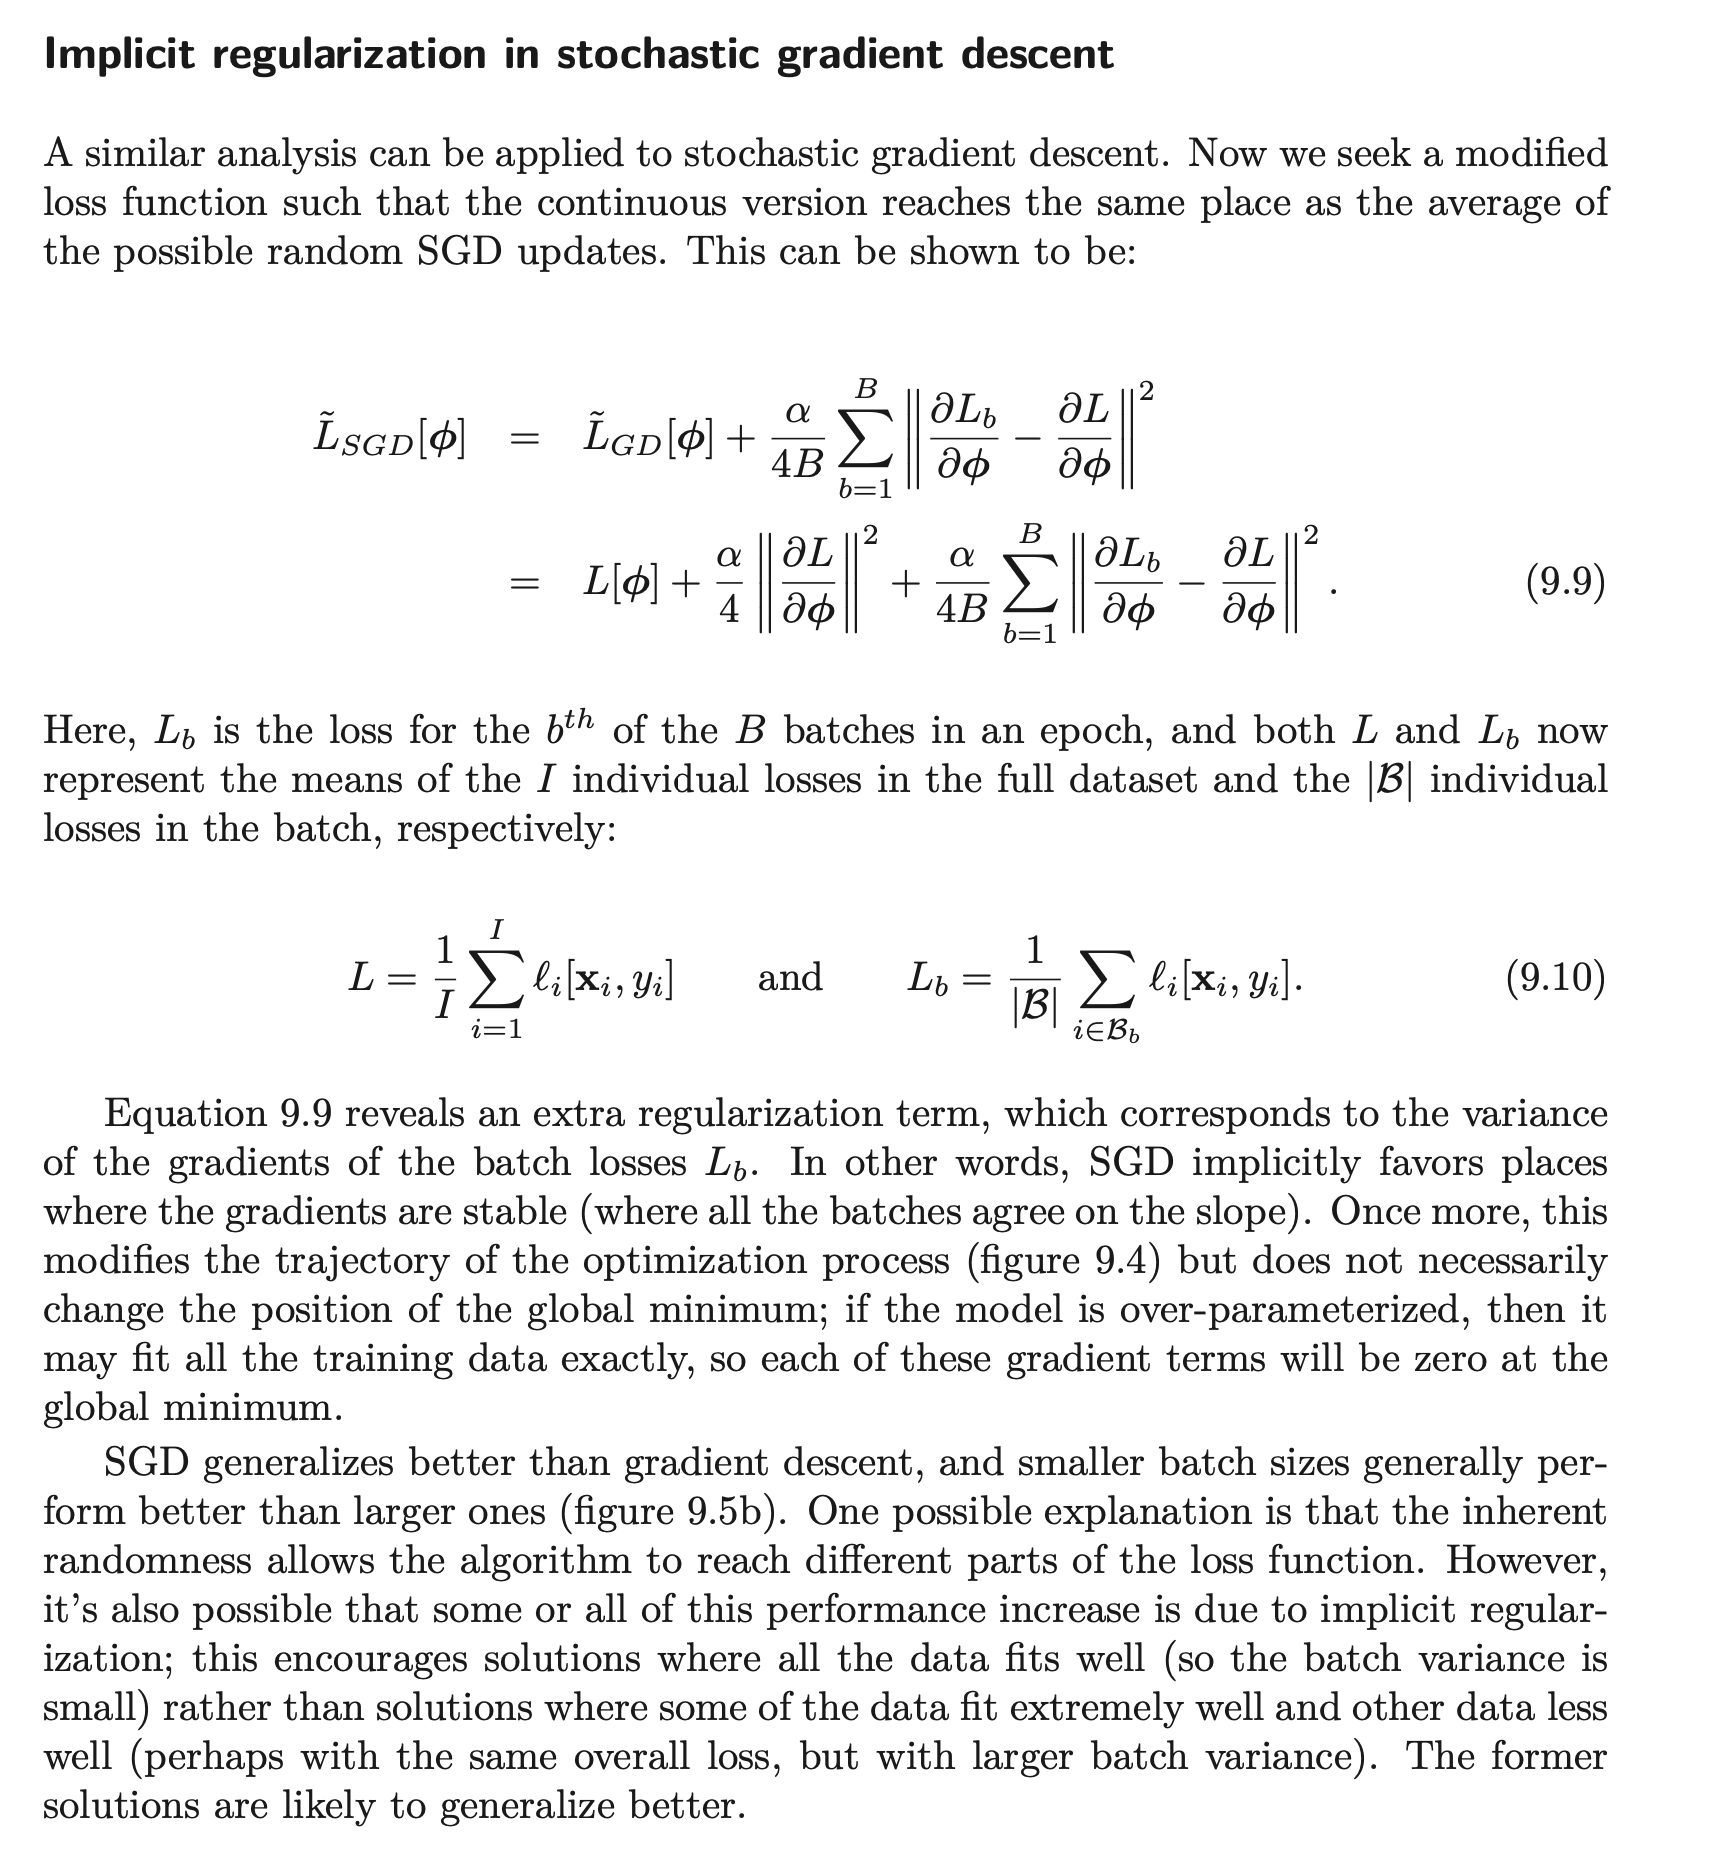 Implicit regularization in stochastic gradient descent
A similar analysis can be applied to stochastic gradient descent. Now we seek a modified
loss function such that the continuous version reaches the same place as the average of
the possible random SGD updates. This can be shown to be:
$\tilde{L}_{SGD}[\boldsymbol{\phi}] = \tilde{L}_{GD}[\boldsymbol{\phi}] + \frac{\alpha}{4B} \sum_{b=1}^{B} \left\| \frac{\partial L_b}{\partial \boldsymbol{\phi}} - \frac{\partial L}{\partial \boldsymbol{\phi}} \right\|^2$
$= L[\boldsymbol{\phi}] + \frac{\alpha}{4} \left\| \frac{\partial L}{\partial \boldsymbol{\phi}} \right\|^2 + \frac{\alpha}{4B} \sum_{b=1}^{B} \left\| \frac{\partial L_b}{\partial \boldsymbol{\phi}} - \frac{\partial L}{\partial \boldsymbol{\phi}} \right\|^2 .$ (9.9)
Here, $L_b$ is the loss for the $b^{th}$ of the $B$ batches in an epoch, and both $L$ and $L_b$ now
represent the means of the $I$ individual losses in the full dataset and the $|\mathcal{B}|$ individual
losses in the batch, respectively:
$L = \frac{1}{I} \sum_{i=1}^{I} \ell_i[\mathbf{x}_i, y_i]$ and $L_b = \frac{1}{|\mathcal{B}|} \sum_{i \in \mathcal{B}_b} \ell_i[\mathbf{x}_i, y_i].$ (9.10)
Equation 9.9 reveals an extra regularization term, which corresponds to the variance
of the gradients of the batch losses $L_b$. In other words, SGD implicitly favors places
where the gradients are stable (where all the batches agree on the slope). Once more, this
modifies the trajectory of the optimization process (figure 9.4) but does not necessarily
change the position of the global minimum; if the model is over-parameterized, then it
may fit all the training data exactly, so each of these gradient terms will be zero at the
global minimum.
SGD generalizes better than gradient descent, and smaller batch sizes generally per-
form better than larger ones (figure 9.5b). One possible explanation is that the inherent
randomness allows the algorithm to reach different parts of the loss function. However,
it's also possible that some or all of this performance increase is due to implicit regular-
ization; this encourages solutions where all the data fits well (so the batch variance is
small) rather than solutions where some of the data fit extremely well and other data less
well (perhaps with the same overall loss, but with larger batch variance). The former
solutions are likely to generalize better.